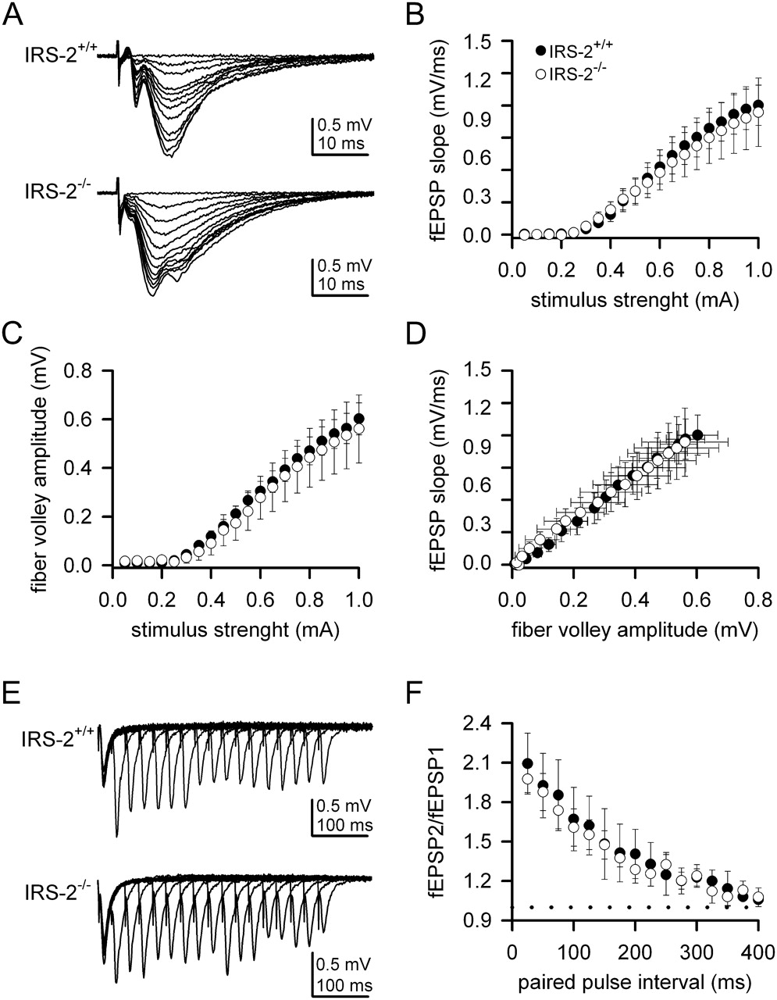 A
IRS-2+/+
0.5 mV
10 ms
IRS-2-/-
0.5 mV
10 ms
B
fEPSP slope (mV/ms)
1.5
1.2
0.9
0.6
0.3
0.0
IRS-2+/+
IRS-2-/-
0.0 0.2 0.4 0.6 0.8 1.0
stimulus strenght (mA)
C
fiber volley amplitude (mV)
0.8
0.6
0.4
0.2
0.0
0.0 0.2 0.4 0.6 0.8 1.0
stimulus strenght (mA)
D
fEPSP slope (mV/ms)
1.5
1.2
0.9
0.6
0.3
0.0
0.0 0.2 0.4 0.6 0.8
fiber volley amplitude (mV)
E
IRS-2+/+
0.5 mV
100 ms
IRS-2-/-
0.5 mV
100 ms
F
fEPSP2/fEPSP1
2.4
2.1
1.8
1.5
1.2
0.9
0 100 200 300 400
paired pulse interval (ms)